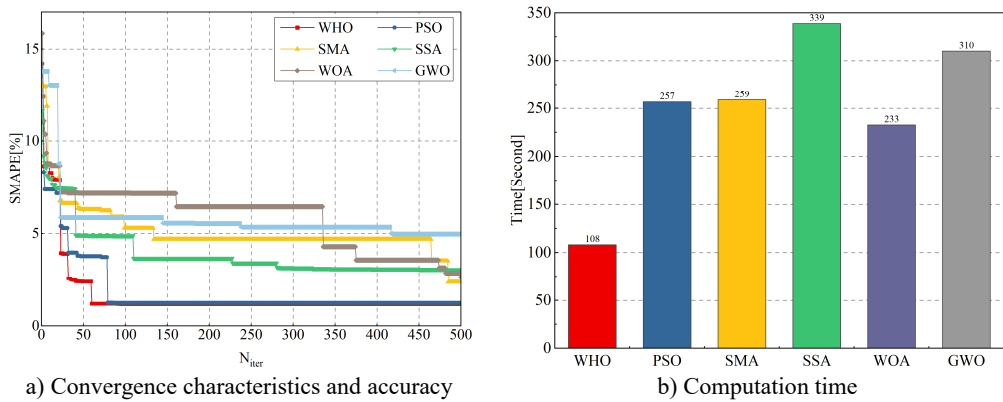 WHO
PSO
SMA
SSA
WOA
GWO
SMAPE[%]
15
10
5
0
0
50
100
150
200
250
300
350
400
450
500
N_iter
a) Convergence characteristics and accuracy
Time[Second]
350
300
250
200
150
100
50
0
108
257
259
339
233
310
WHO
PSO
SMA
SSA
WOA
GWO
b) Computation time